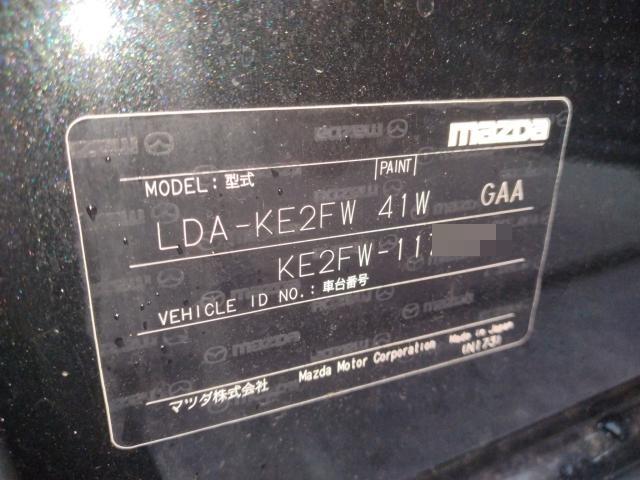 mazda
MODEL: 型式 PAINT
LDA-KE2FW 41W GAA
KE2FW-11
VEHICLE ID NO.: 車台番号
マツダ株式会社 Mazda Motor Corporation Made in Japan
(N173)